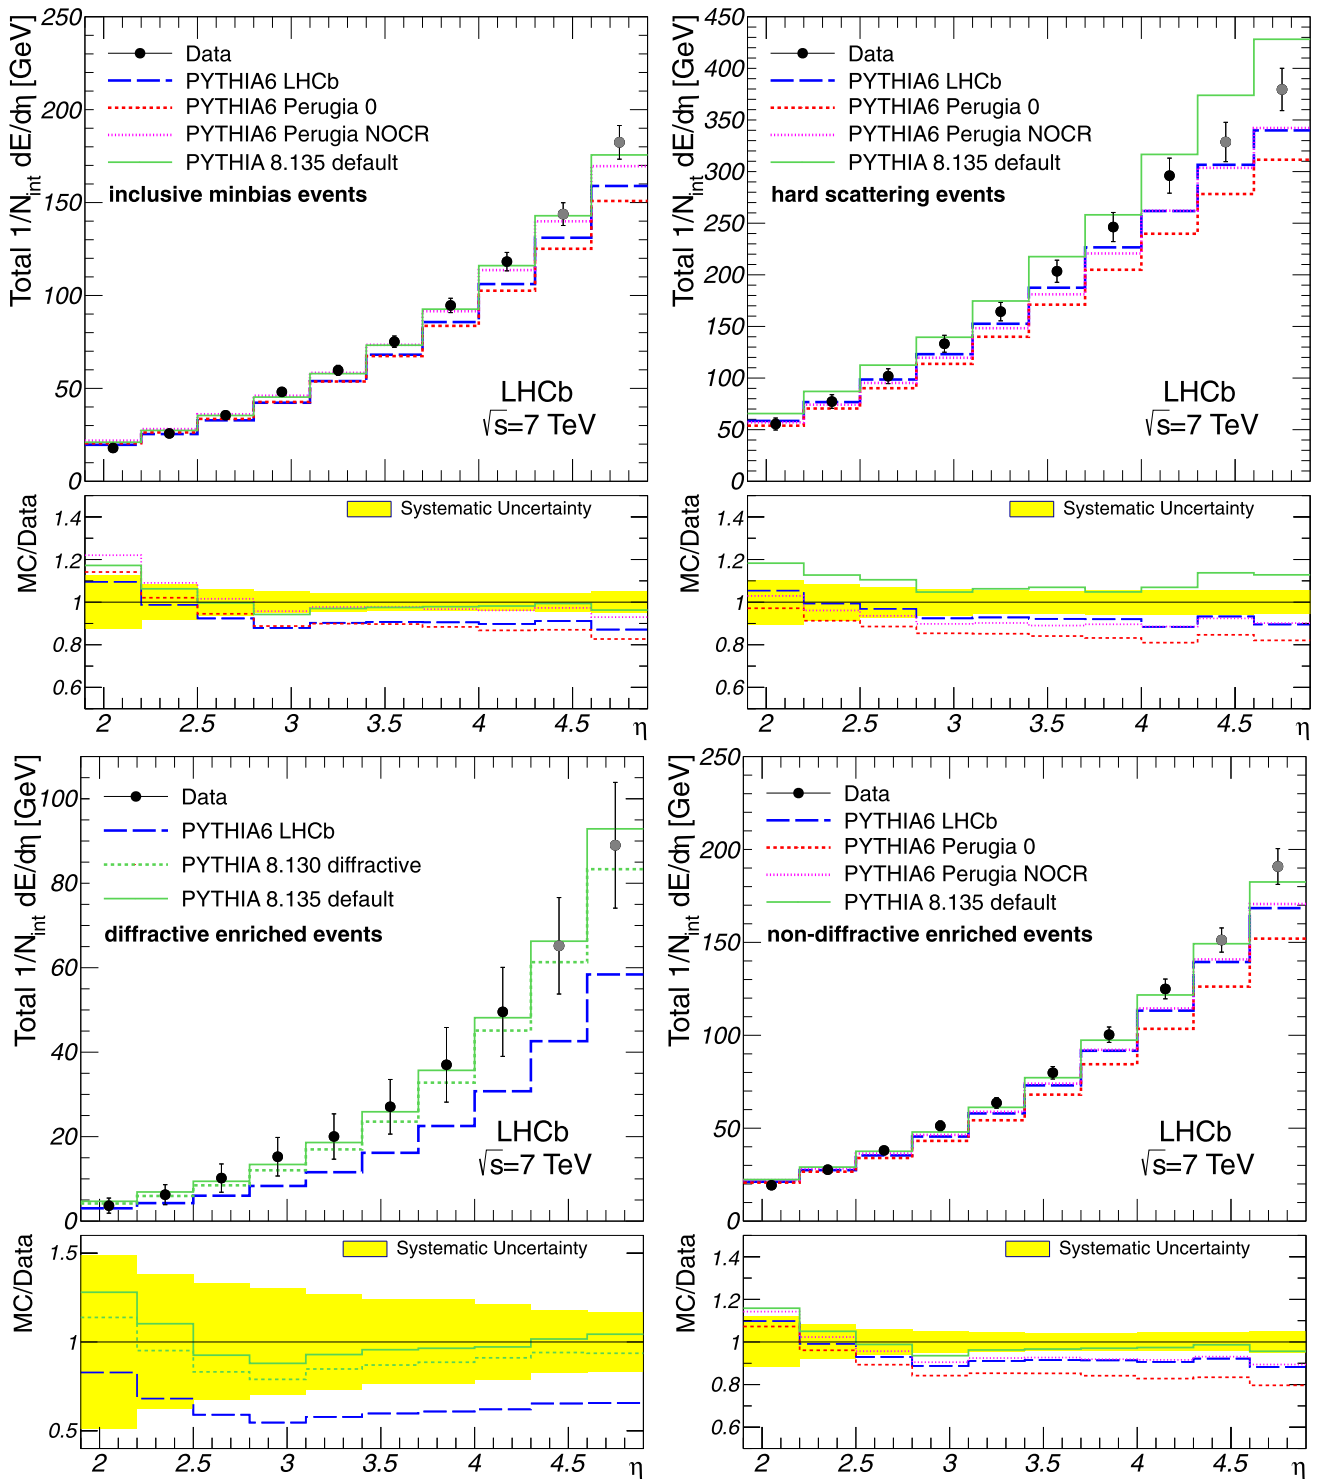 Total 1/N_int dE/dη [GeV]
250
200
150
100
50
0
Data
PYTHIA6 LHCb
PYTHIA6 Perugia 0
PYTHIA6 Perugia NOCR
PYTHIA 8.135 default
inclusive minbias events
LHCb
√s=7 TeV
MC/Data
1.4
1.2
1
0.8
0.6
Systematic Uncertainty
2 2.5 3 3.5 4 4.5 η
Total 1/N_int dE/dη [GeV]
450
400
350
300
250
200
150
100
50
0
Data
PYTHIA6 LHCb
PYTHIA6 Perugia 0
PYTHIA6 Perugia NOCR
PYTHIA 8.135 default
hard scattering events
LHCb
√s=7 TeV
MC/Data
1.4
1.2
1
0.8
0.6
Systematic Uncertainty
2 2.5 3 3.5 4 4.5 η
Total 1/N_int dE/dη [GeV]
100
80
60
40
20
0
Data
PYTHIA6 LHCb
PYTHIA 8.130 diffractive
PYTHIA 8.135 default
diffractive enriched events
LHCb
√s=7 TeV
MC/Data
1.5
1
0.5
Systematic Uncertainty
2 2.5 3 3.5 4 4.5 η
Total 1/N_int dE/dη [GeV]
250
200
150
100
50
0
Data
PYTHIA6 LHCb
PYTHIA6 Perugia 0
PYTHIA6 Perugia NOCR
PYTHIA 8.135 default
non-diffractive enriched events
LHCb
√s=7 TeV
MC/Data
1.4
1.2
1
0.8
0.6
Systematic Uncertainty
2 2.5 3 3.5 4 4.5 η